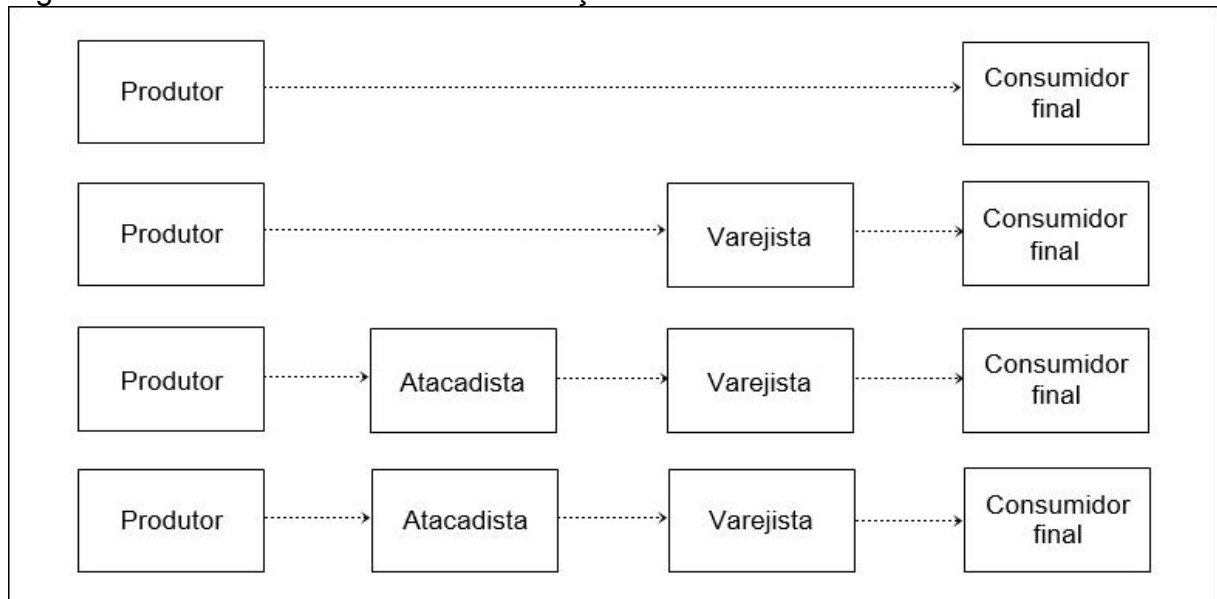 Produtor
Consumidor
final
Produtor
Varejista
Consumidor
final
Produtor
Atacadista
Varejista
Consumidor
final
Produtor
Atacadista
Varejista
Consumidor
final